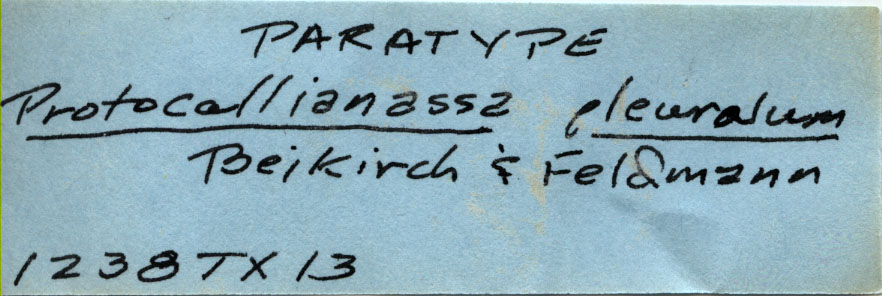 PARATYPE
Protocallianassa pleuralum
Beikirch & Feldmann
1238TX13